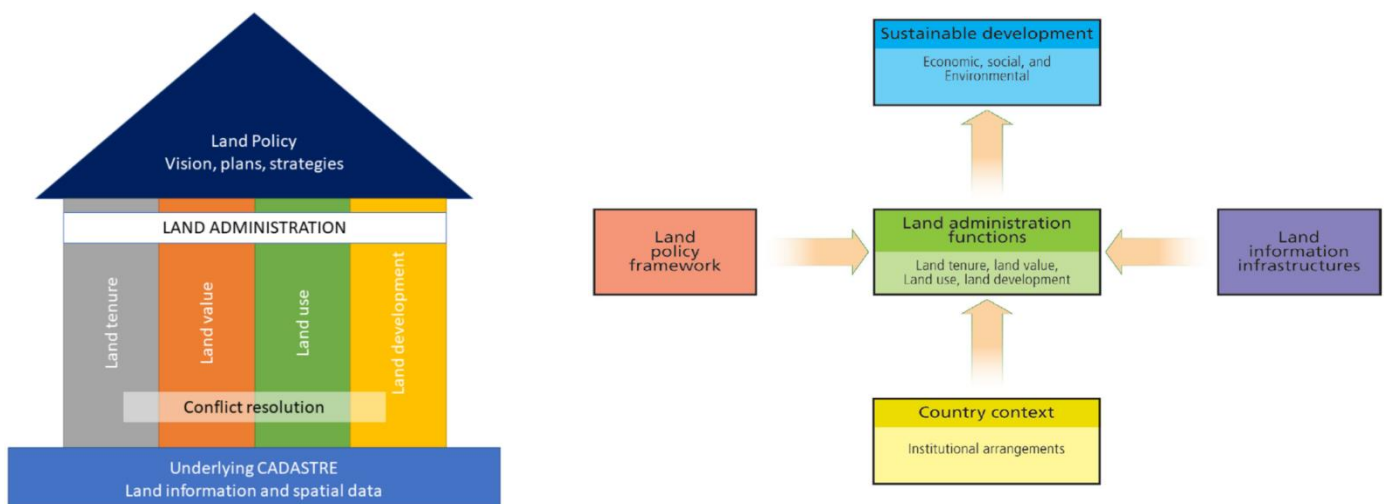 Land Policy
Vision, plans, strategies
LAND ADMINISTRATION
Land tenure
Land value
Land use
Land development
Conflict resolution
Underlying CADASTRE
Land information and spatial data
Sustainable development
Economic, social, and
Environmental
Land
policy
framework
Land administration
functions
Land tenure, land value,
Land use, land development
Land
information
infrastructures
Country context
Institutional arrangements